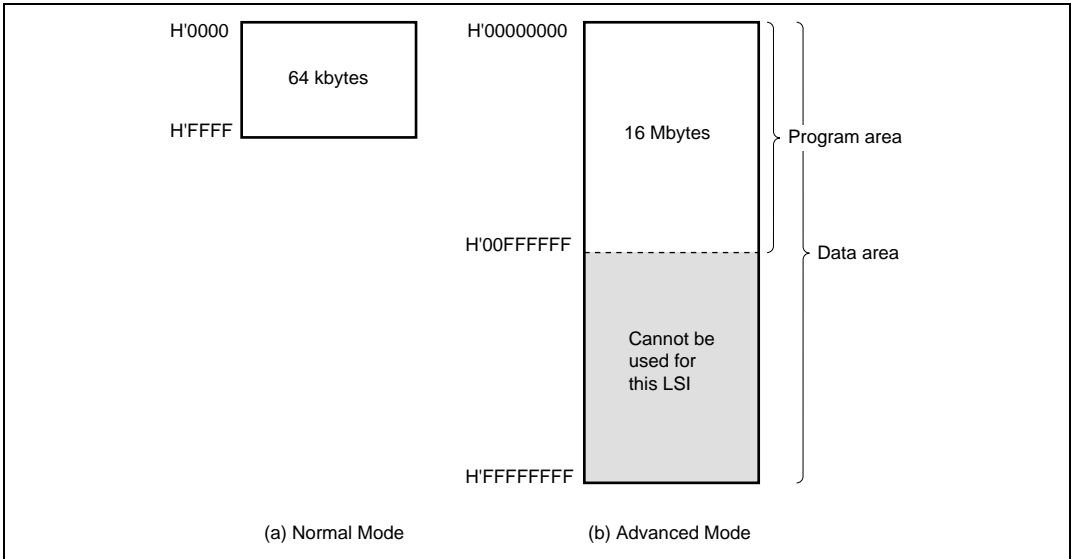 H'0000
64 kbytes
H'FFFF
(a) Normal Mode
H'00000000
16 Mbytes
Program area
H'00FFFFFF
Data area
Cannot be
used for
this LSI
H'FFFFFFFF
(b) Advanced Mode